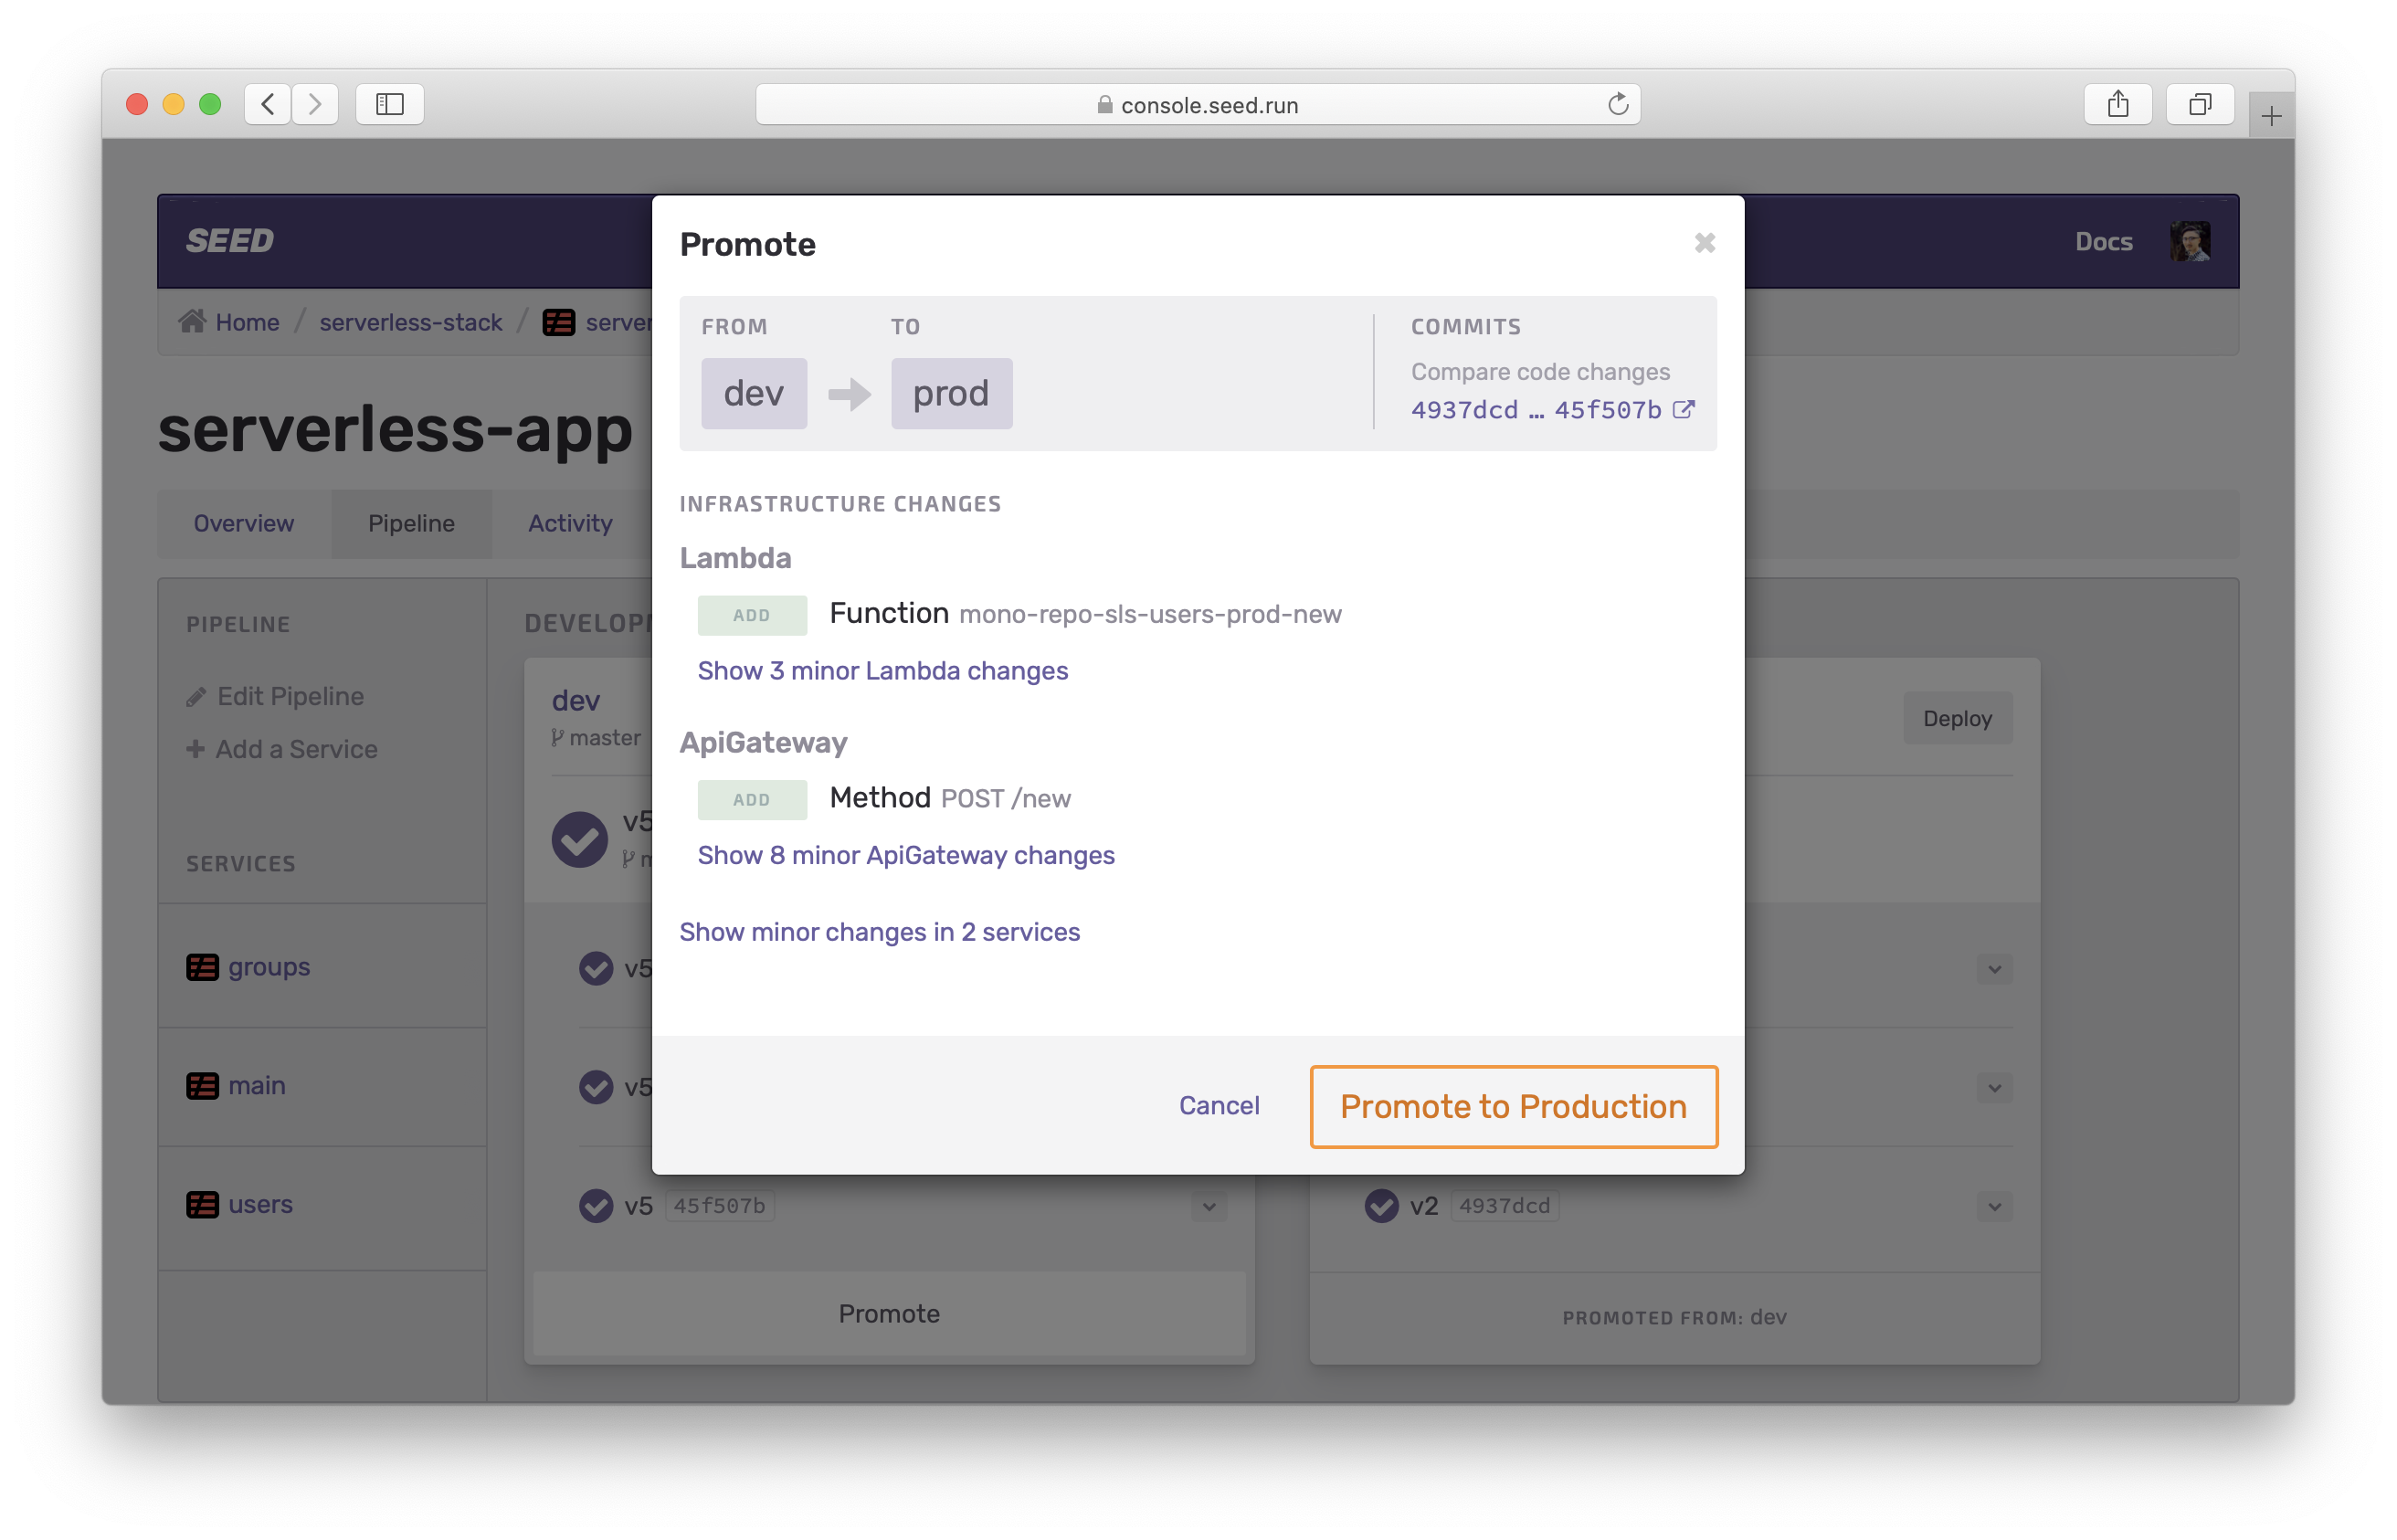 console.seed.run
SEED
Docs
Home / serverless-stack /
serverless-app
Overview
Pipeline
Activity
PIPELINE
Edit Pipeline
Add a Service
SERVICES
groups
main
users
dev
master
v5
v5
v5
v5 45f507b
Promote
Deploy
v2 4937dcd
PROMOTED FROM: dev
Promote
FROM
TO
dev
prod
COMMITS
Compare code changes
4937dcd ... 45f507b
INFRASTRUCTURE CHANGES
Lambda
ADD Function mono-repo-sls-users-prod-new
Show 3 minor Lambda changes
ApiGateway
ADD Method POST /new
Show 8 minor ApiGateway changes
Show minor changes in 2 services
Cancel
Promote to Production